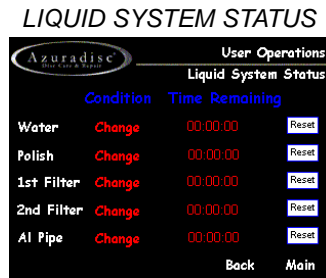 LIQUID SYSTEM STATUS
Azuradisc
Disc Care & Repair
User Operations
Liquid System Status
Condition Time Remaining
Water Change 00:00:00 Reset
Polish Change 00:00:00 Reset
1st Filter Change 00:00:00 Reset
2nd Filter Change 00:00:00 Reset
Al Pipe Change 00:00:00 Reset
Back Main